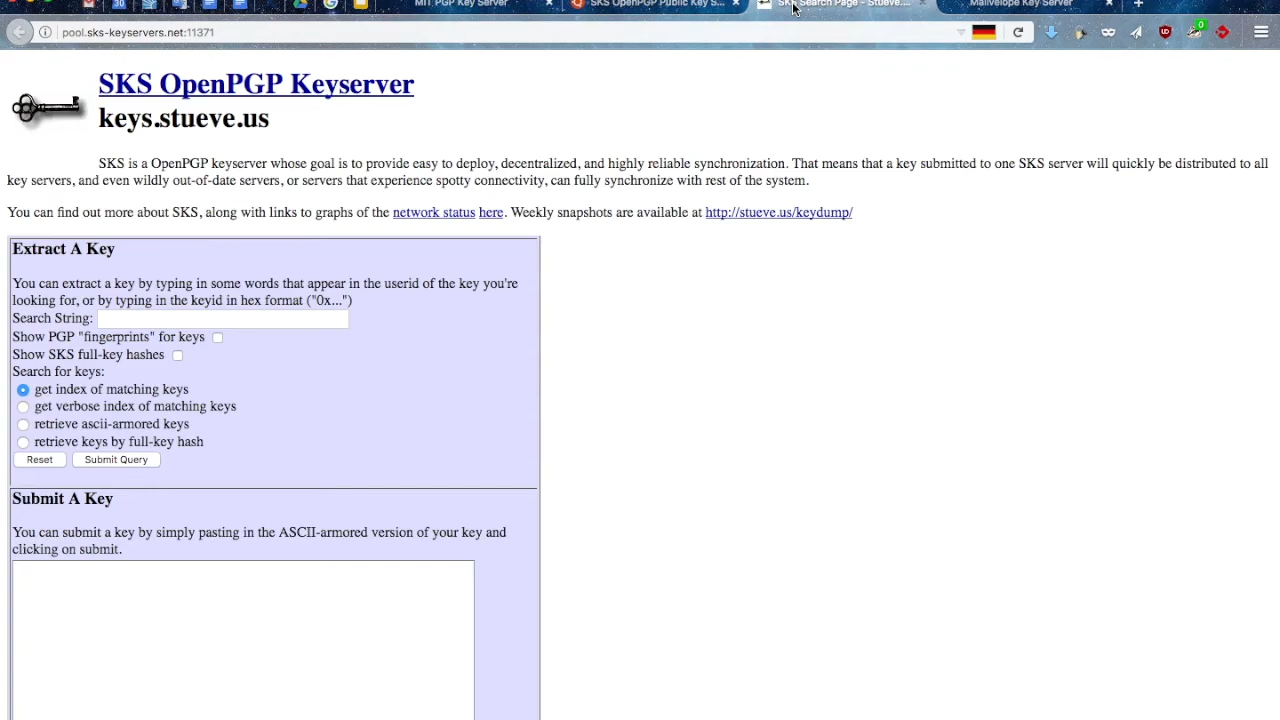 MIT PGP Key Server
SKS OpenPGP Public Key S...
SKS Search Page - Stueve....
Mailvelope Key Server
pool.sks-keyservers.net:11371
SKS OpenPGP Keyserver
keys.stueve.us
SKS is a OpenPGP keyserver whose goal is to provide easy to deploy, decentralized, and highly reliable synchronization. That means that a key submitted to one SKS server will quickly be distributed to all
key servers, and even wildly out-of-date servers, or servers that experience spotty connectivity, can fully synchronize with rest of the system.
You can find out more about SKS, along with links to graphs of the network status here. Weekly snapshots are available at http://stueve.us/keydump/
Extract A Key
You can extract a key by typing in some words that appear in the userid of the key you're
looking for, or by typing in the keyid in hex format ("0x...")
Search String:
Show PGP "fingerprints" for keys
Show SKS full-key hashes
Search for keys:
get index of matching keys
get verbose index of matching keys
retrieve ascii-armored keys
retrieve keys by full-key hash
Reset Submit Query
Submit A Key
You can submit a key by simply pasting in the ASCII-armored version of your key and
clicking on submit.